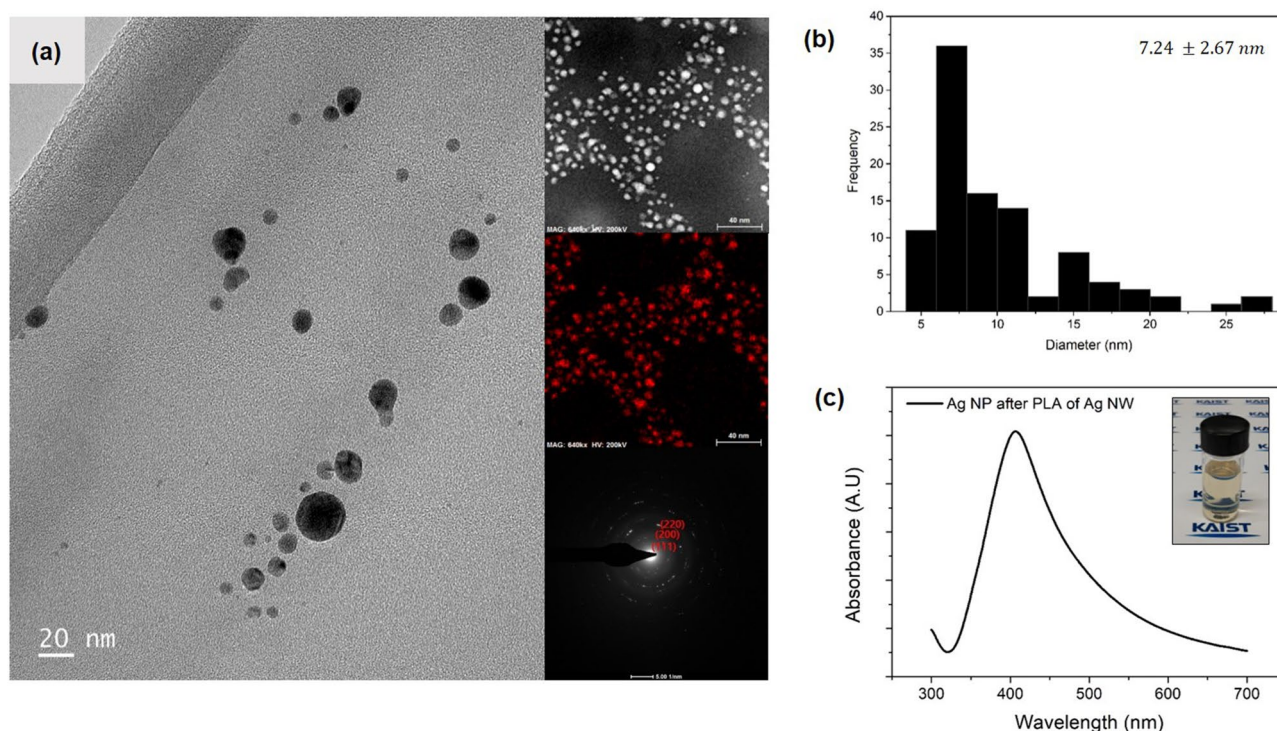 (a)
20 nm
40 nm
MAG: 640kx HV: 200kV
40 nm
MAG: 640kx HV: 200kV
(220)
(200)
(111)
5.00 1/nm
(b)
7.24 ± 2.67 nm
40
35
30
25
20
15
10
5
0
Frequency
5 10 15 20 25
Diameter (nm)
(c)
Ag NP after PLA of Ag NW
KAIST
KAIST
Absorbance (A.U)
300 400 500 600 700
Wavelength (nm)